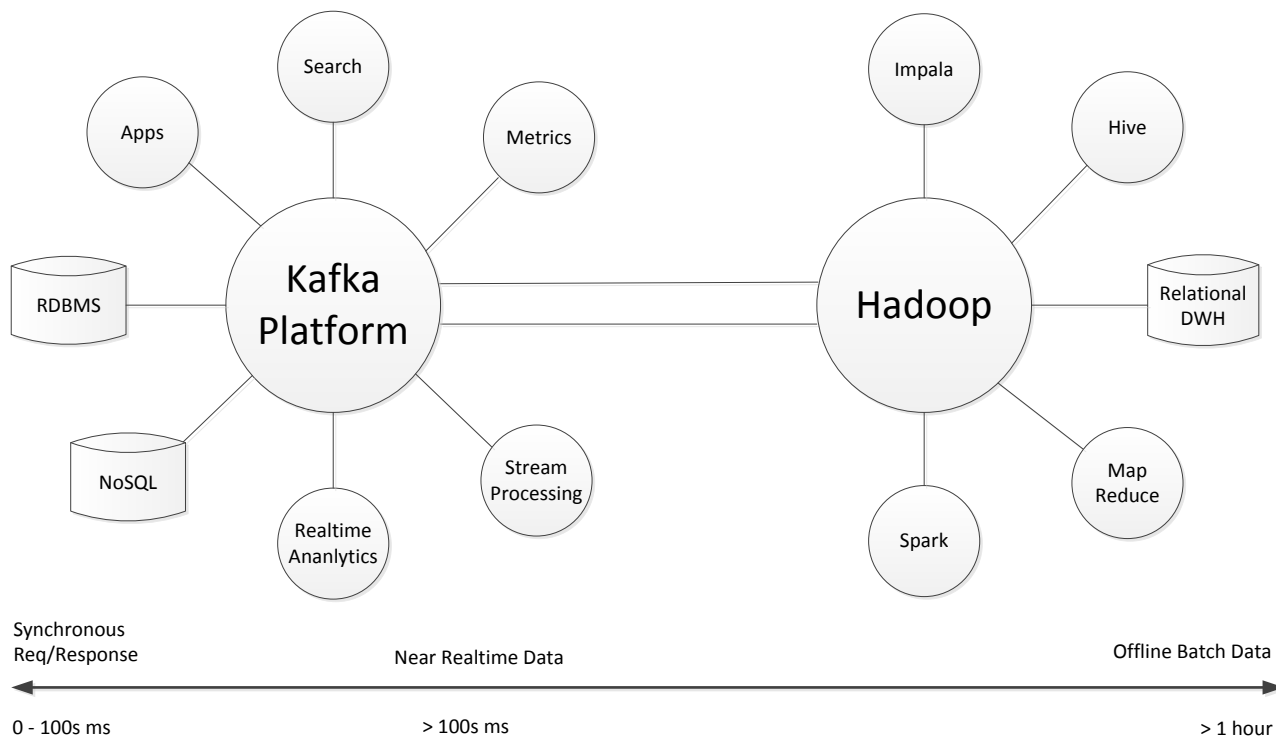 Search
Impala
Apps
Metrics
Hive
Kafka
Platform
Hadoop
RDBMS
Relational
DWH
NoSQL
Stream
Processing
Map
Reduce
Realtime
Ananlytics
Spark
Synchronous
Req/Response
Near Realtime Data
Offline Batch Data
0 - 100s ms
> 100s ms
> 1 hour